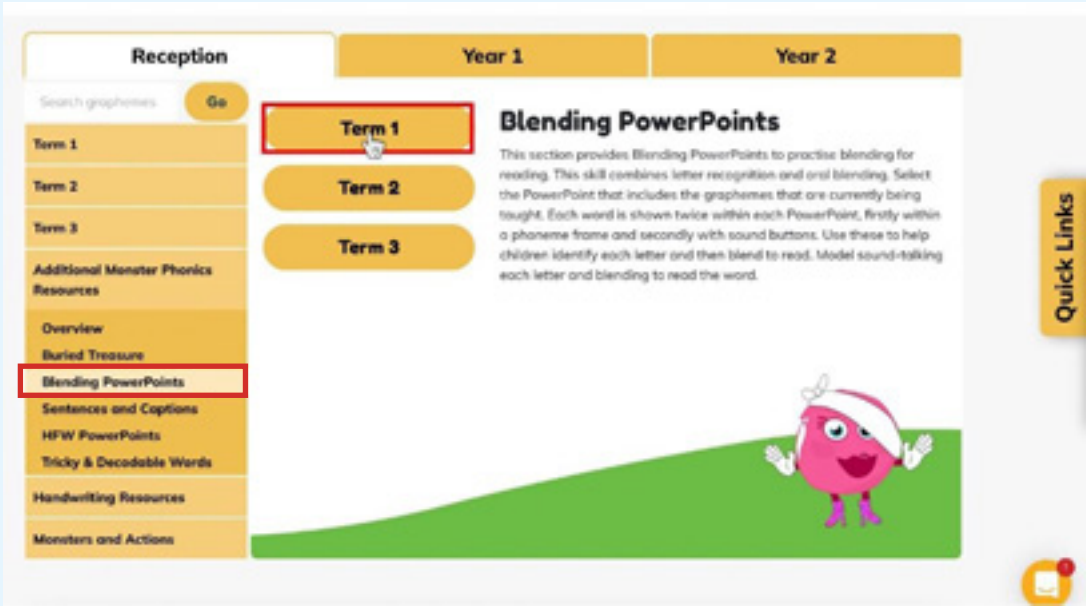 Reception
Year 1
Year 2
Search graphemes
Go
Term 1
Term 2
Term 3
Additional Monster Phonics
Resources
Overview
Buried Treasure
Blending PowerPoints
Sentences and Captions
HFW PowerPoints
Tricky & Decodable Words
Handwriting Resources
Monsters and Actions
Term 1
Term 2
Term 3
Blending PowerPoints
This section provides Blending PowerPoints to practise blending for
reading. This skill combines letter recognition and oral blending. Select
the PowerPoint that includes the graphemes that are currently being
taught. Each word is shown twice within each PowerPoint, firstly within
a phoneme frame and secondly with sound buttons. Use these to help
children identify each letter and then blend to read. Model sound-talking
each letter and blending to read the word.
Quick Links